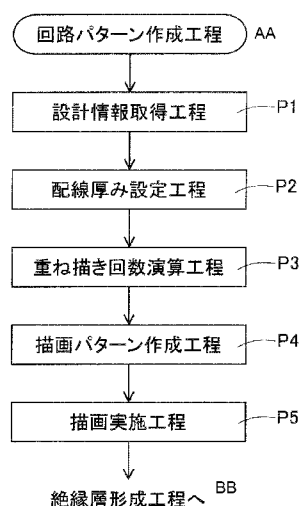 回路パターン作成工程 AA
設計情報取得工程 P1
配線厚み設定工程 P2
重ね描き回数演算工程 P3
描画パターン作成工程 P4
描画実施工程 P5
絶縁層形成工程へ BB